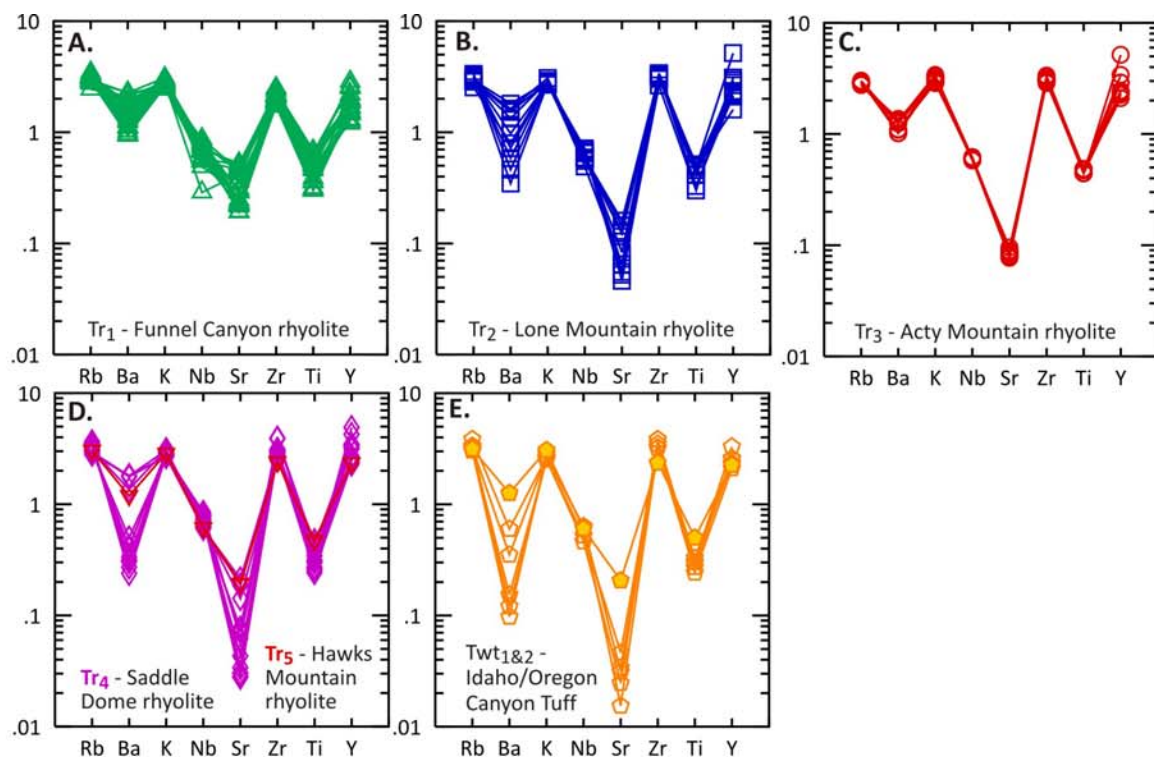 A.
10
1
.1
.01
Tr1 - Funnel Canyon rhyolite
Rb Ba K Nb Sr Zr Ti Y
B.
10
1
.1
.01
Tr2 - Lone Mountain rhyolite
Rb Ba K Nb Sr Zr Ti Y
C.
10
1
.1
.01
Tr3 - Acty Mountain rhyolite
Rb Ba K Nb Sr Zr Ti Y
D.
10
1
.1
.01
Tr4 - Saddle
Dome rhyolite
Tr5 - Hawks
Mountain
rhyolite
Rb Ba K Nb Sr Zr Ti Y
E.
10
1
.1
.01
Twt1&2 -
Idaho/Oregon
Canyon Tuff
Rb Ba K Nb Sr Zr Ti Y